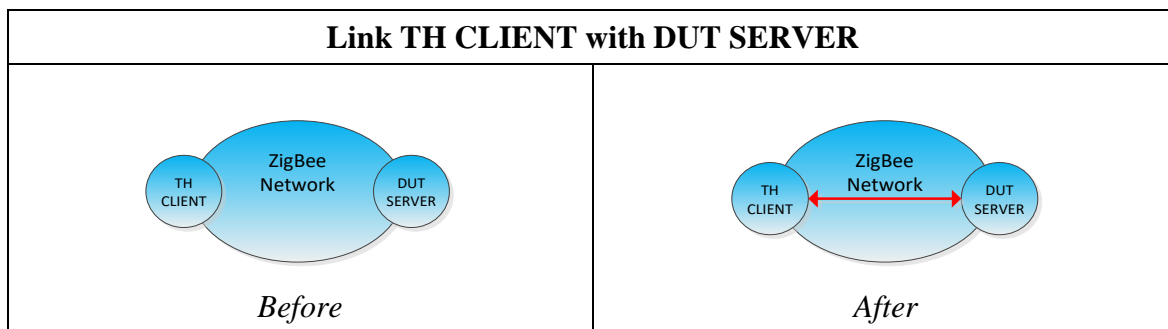 Link TH CLIENT with DUT SERVER
ZigBee
Network
TH
CLIENT
DUT
SERVER
Before
ZigBee
Network
TH
CLIENT
DUT
SERVER
After